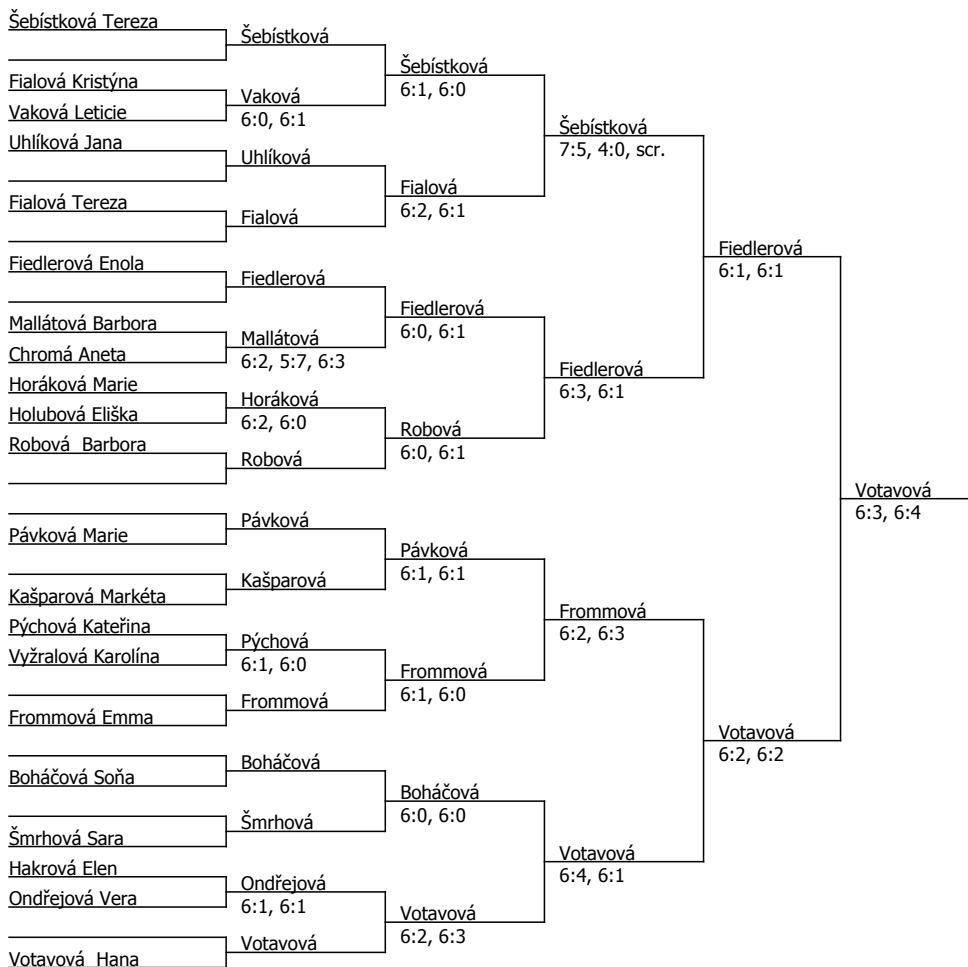 Šebístková Tereza
Fialová Kristýna
Vaková Leticie
Uhlíková Jana
Fialová Tereza
Fiedlerová Enola
Mallátová Barbora
Chromá Aneta
Horáková Marie
Holubová Eliška
Robová  Barbora
Pávková Marie
Kašparová Markéta
Pýchová Kateřina
Vyžralová Karolína
Frommová Emma
Boháčová Soňa
Šmrhová Sara
Hakrová Elen
Ondřejová Vera
Votavová  Hana
Šebístková
Vaková
6:0, 6:1
Uhlíková
Fialová
Fiedlerová
Mallátová
6:2, 5:7, 6:3
Horáková
6:2, 6:0
Robová
Pávková
Kašparová
Pýchová
6:1, 6:0
Frommová
Boháčová
Šmrhová
Ondřejová
6:1, 6:1
Votavová
Šebístková
6:1, 6:0
Fialová
6:2, 6:1
Fiedlerová
6:0, 6:1
Robová
6:0, 6:1
Pávková
6:1, 6:1
Frommová
6:1, 6:0
Boháčová
6:0, 6:0
Votavová
6:2, 6:3
Šebístková
7:5, 4:0, scr.
Fiedlerová
6:3, 6:1
Frommová
6:2, 6:3
Votavová
6:4, 6:1
Fiedlerová
6:1, 6:1
Votavová
6:2, 6:2
Votavová
6:3, 6:4